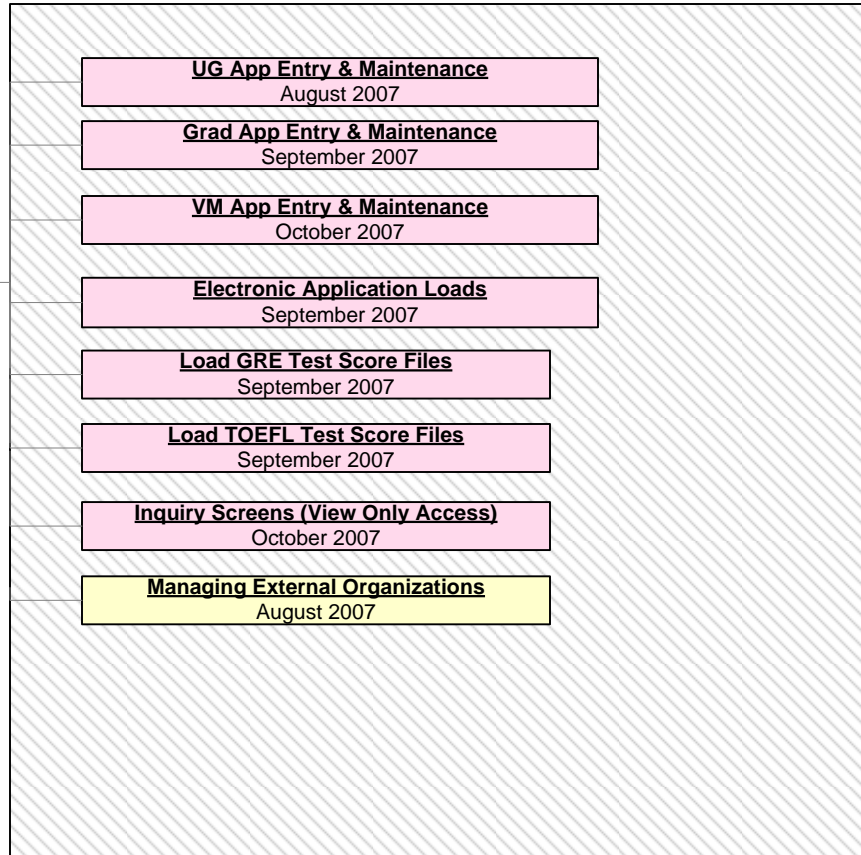 UG App Entry & Maintenance
August 2007
Grad App Entry & Maintenance
September 2007
VM App Entry & Maintenance
October 2007
Electronic Application Loads
September 2007
Load GRE Test Score Files
September 2007
Load TOEFL Test Score Files
September 2007
Inquiry Screens (View Only Access)
October 2007
Managing External Organizations
August 2007